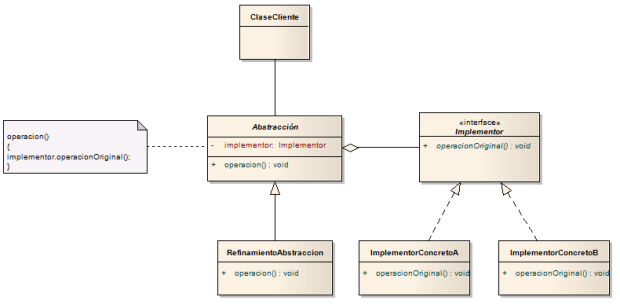 ClaseCliente
Abstracción
- implementor: Implementor
+ operacion() : void
«interface»
Implementor
+ operacionOriginal() : void
operacion()
{
implementor.operacionOriginal();
}
RefinamientoAbstraccion
+ operacion() : void
ImplementorConcretoA
+ operacionOriginal() : void
ImplementorConcretoB
+ operacionOriginal() : void